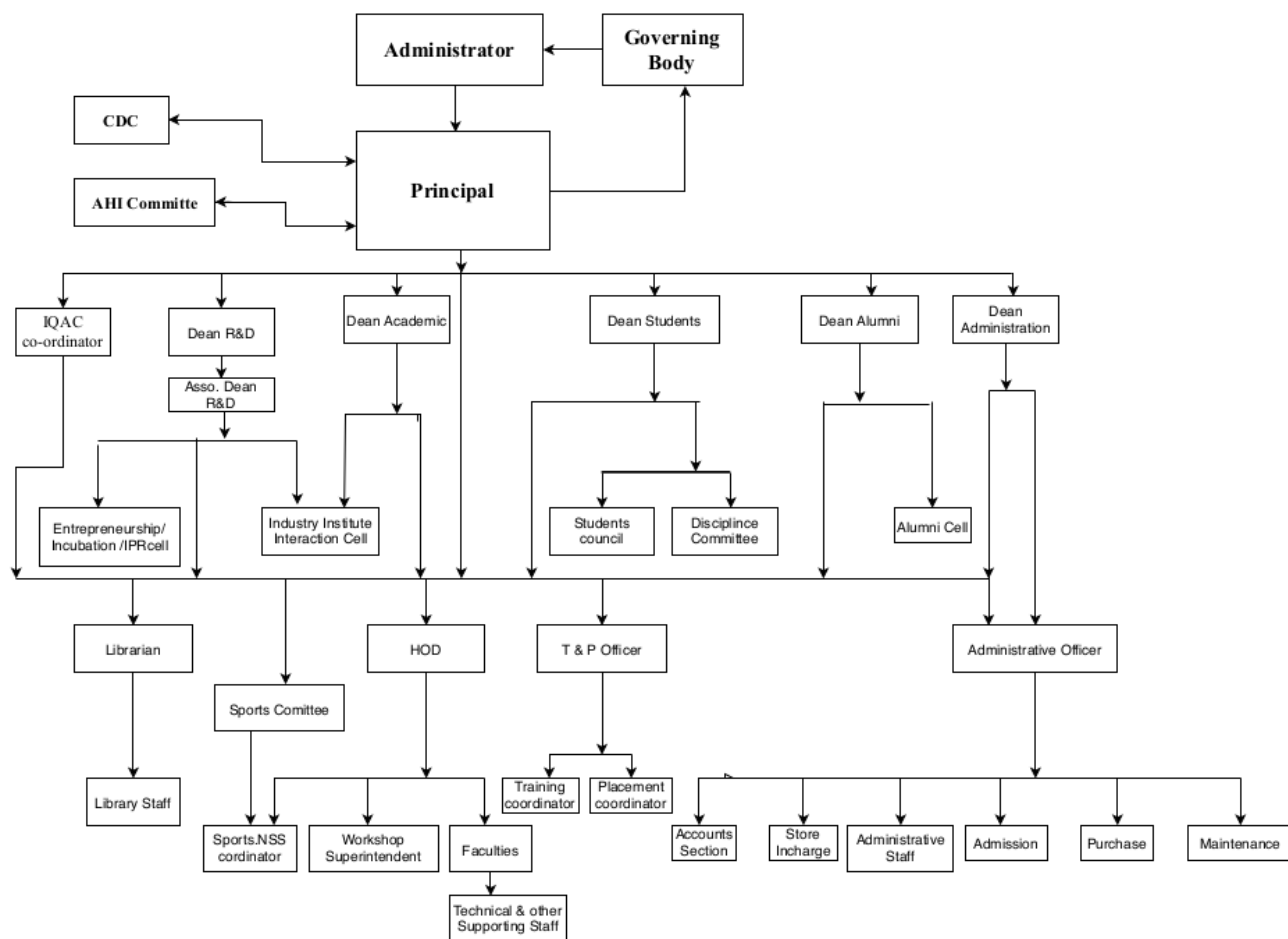 Administrator
Governing
Body
CDC
Principal
AHI Committe
IQAC
co-ordinator
Dean R&D
Dean Academic
Dean Students
Dean Alumni
Dean
Administration
Asso. Dean
R&D
Entrepreneurship/
Incubation /IPRcell
Industry Institute
Interaction Cell
Students
council
Disciplince
Committee
Alumni Cell
Librarian
HOD
T & P Officer
Administrative Officer
Sports Comittee
Library Staff
Training
coordinator
Placement
coordinator
Sports.NSS
cordinator
Workshop
Superintendent
Faculties
Accounts
Section
Store
Incharge
Administrative
Staff
Admission
Purchase
Maintenance
Technical & other
Supporting Staff